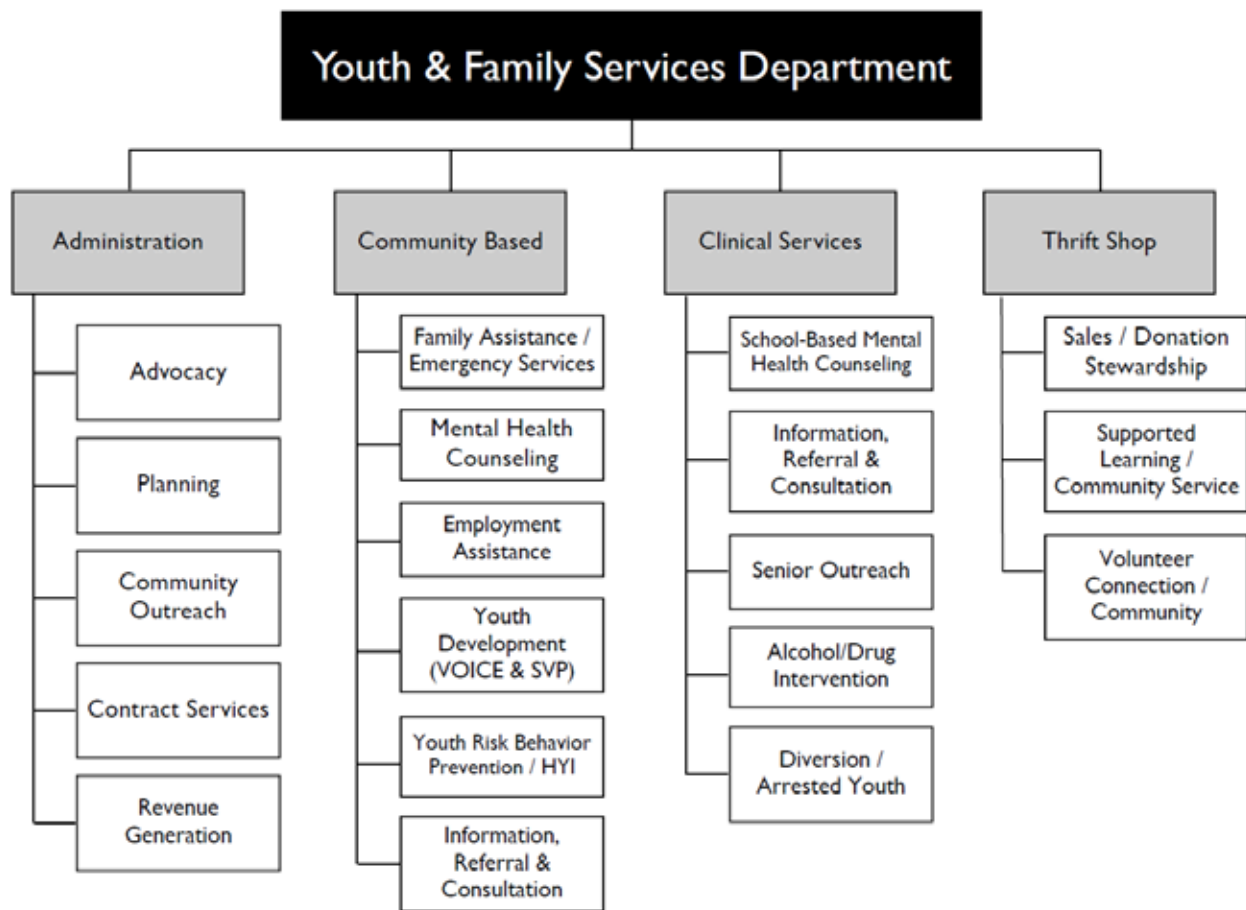 Youth & Family Services Department
Administration
Advocacy
Planning
Community
Outreach
Contract Services
Revenue
Generation
Community Based
Family Assistance /
Emergency Services
Mental Health
Counseling
Employment
Assistance
Youth
Development
(VOICE & SVP)
Youth Risk Behavior
Prevention / HYI
Information,
Referral &
Consultation
Clinical Services
School-Based Mental
Health Counseling
Information,
Referral &
Consultation
Senior Outreach
Alcohol/Drug
Intervention
Diversion /
Arrested Youth
Thrift Shop
Sales / Donation
Stewardship
Supported
Learning /
Community Service
Volunteer
Connection /
Community